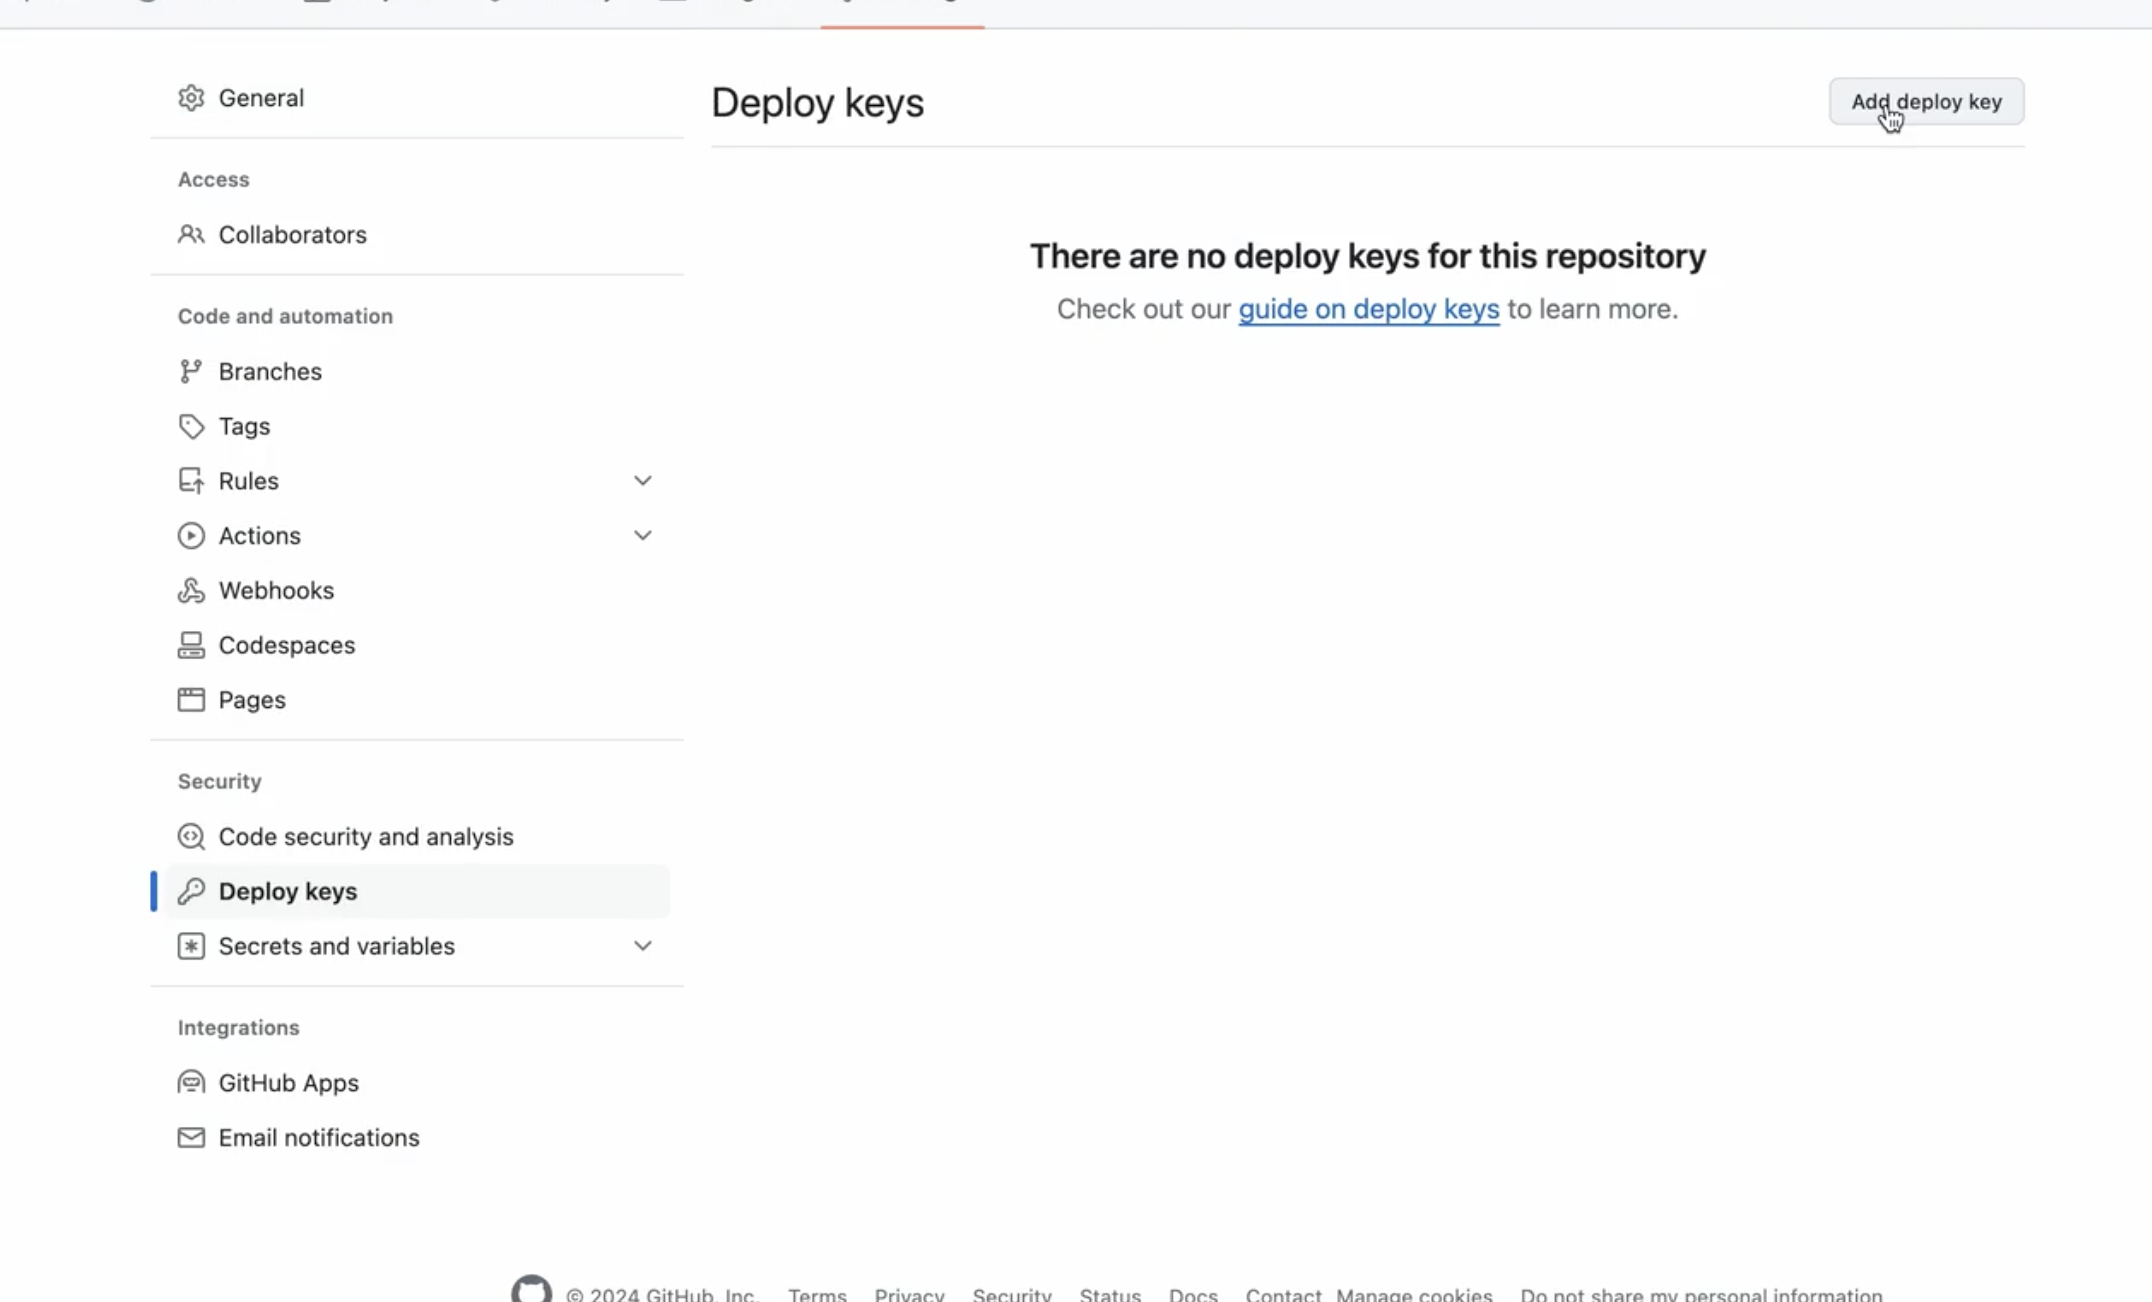 General
Access
Collaborators
Code and automation
Branches
Tags
Rules
Actions
Webhooks
Codespaces
Pages
Security
Code security and analysis
Deploy keys
Secrets and variables
Integrations
GitHub Apps
Email notifications
Deploy keys
Add deploy key
There are no deploy keys for this repository
Check out our guide on deploy keys to learn more.
© 2024 GitHub, Inc. Terms Privacy Security Status Docs Contact Manage cookies Do not share my personal information